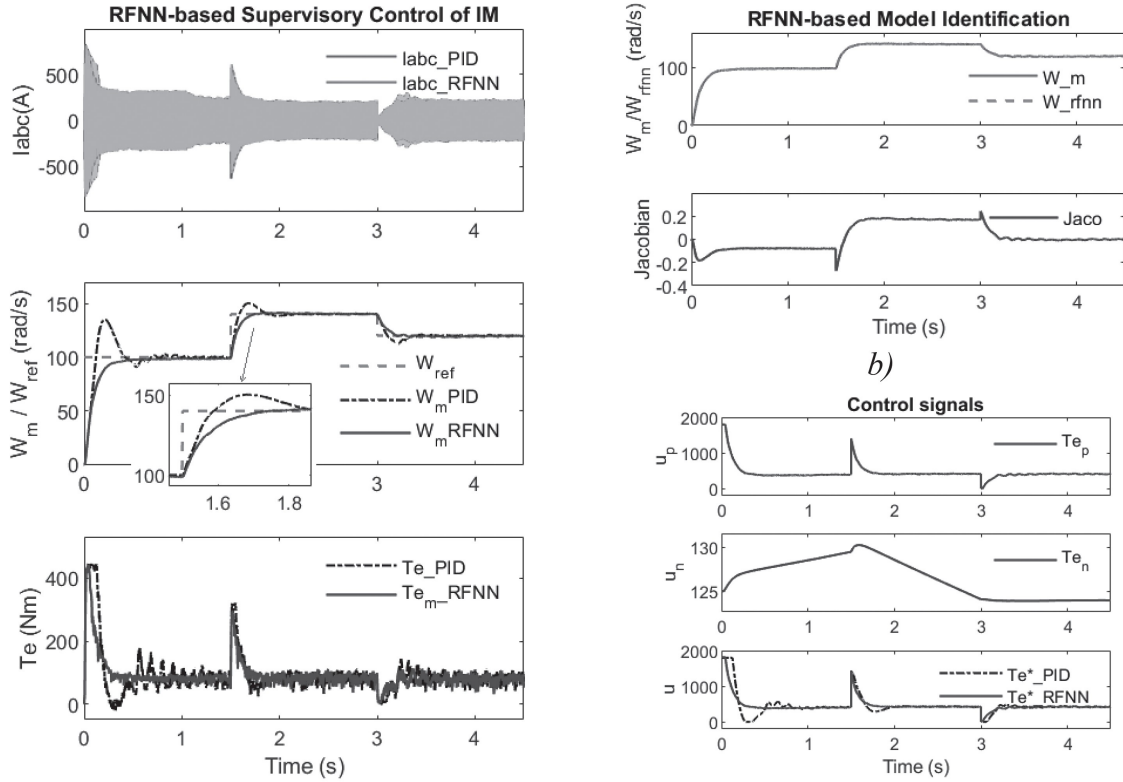 RFNN-based Supervisory Control of IM
Iabc(A)
500
0
-500
Iabc_PID
Iabc_RFNN
0 1 2 3 4
W_m / W_ref (rad/s)
150
100
50
0
W_ref
W_m PID
W_m RFNN
150
100
1.6 1.8
0 1 2 3 4
Te (Nm)
400
200
0
Te_PID
Te_m_RFNN
0 1 2 3 4
Time (s)
RFNN-based Model Identification
W_m/W_rfnn (rad/s)
100
0
W_m
W_rfnn
0 1 2 3 4
Jacobian
0.2
0
-0.2
-0.4
Jaco
0 1 2 3 4
Time (s)
b)
Control signals
u_p
2000
1000
0
Te_p
0 1 2 3 4
u_n
130
125
Te_n
0 1 2 3 4
u
2000
1000
0
Te*_PID
Te*_RFNN
0 1 2 3 4
Time (s)